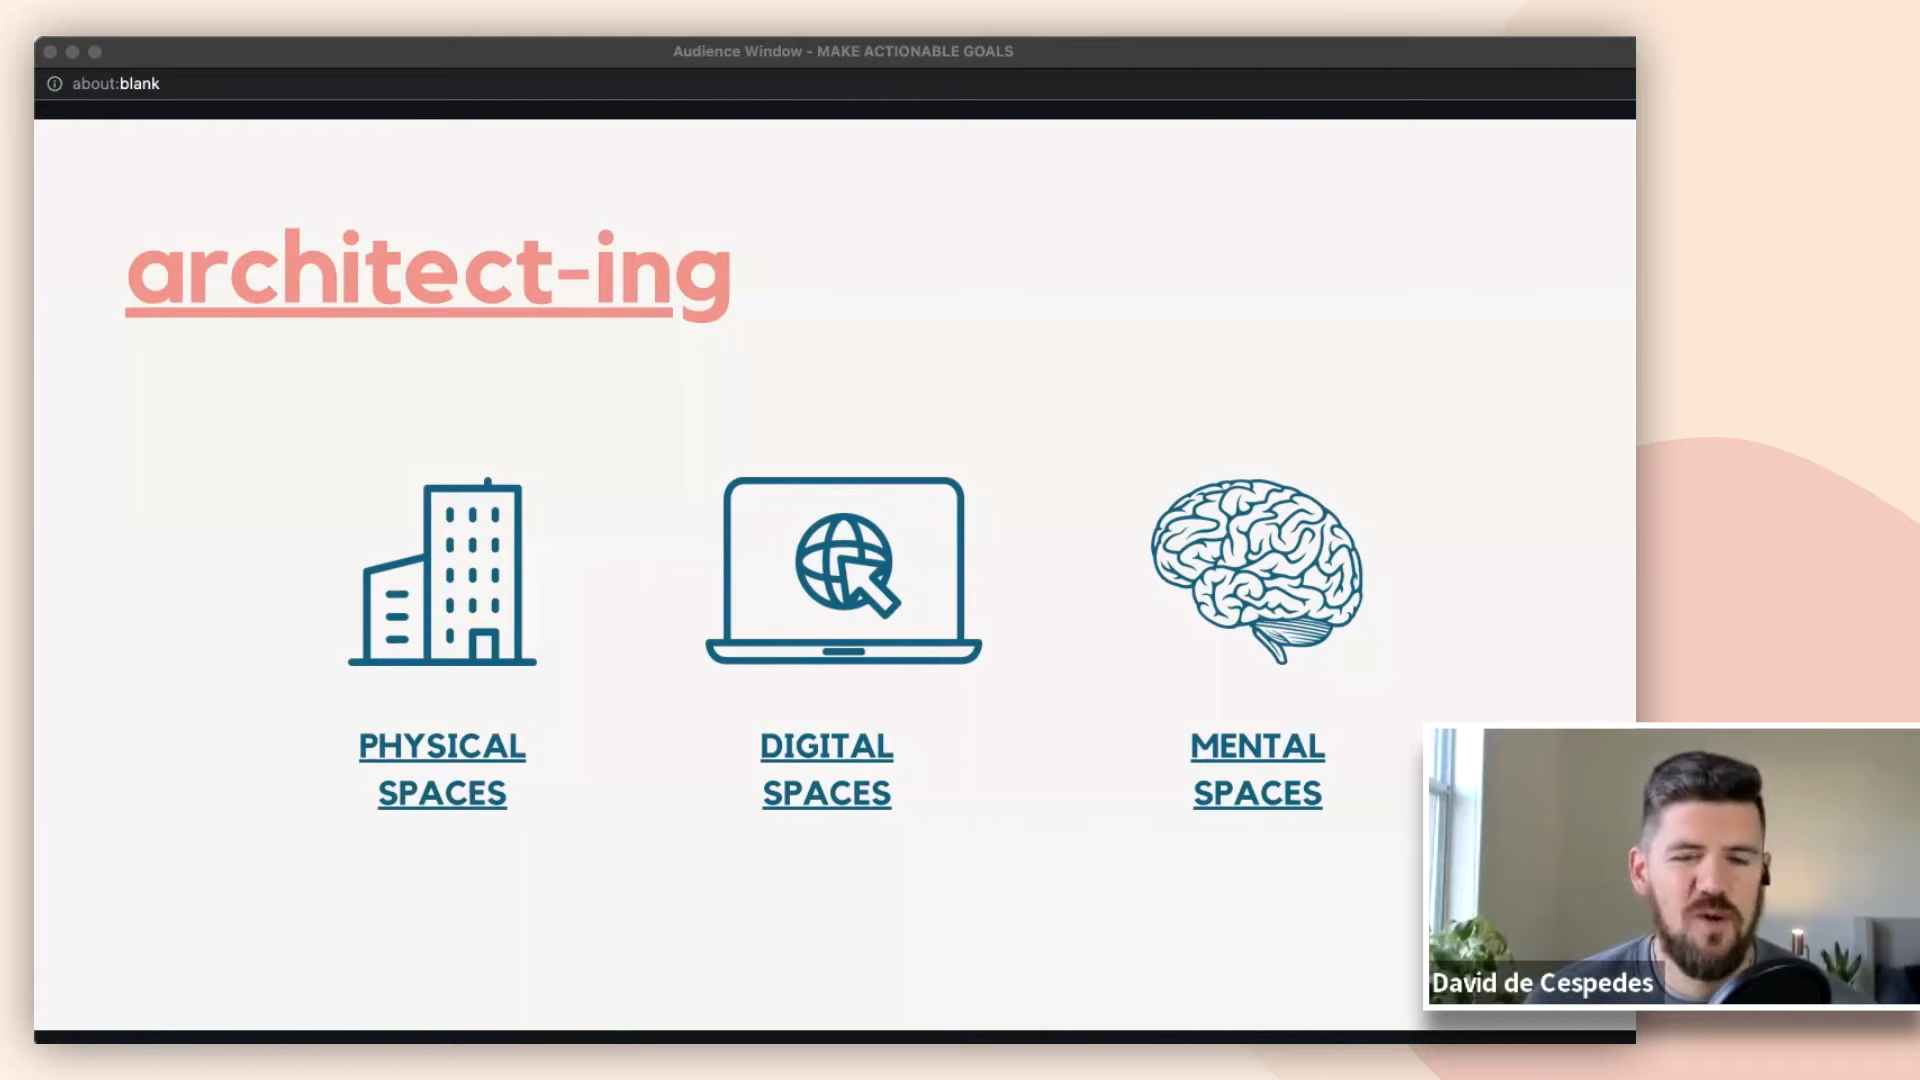 Audience Window - MAKE ACTIONABLE GOALS
about:blank
architect-ing
PHYSICAL
SPACES
DIGITAL
SPACES
MENTAL
SPACES
David de Cespedes